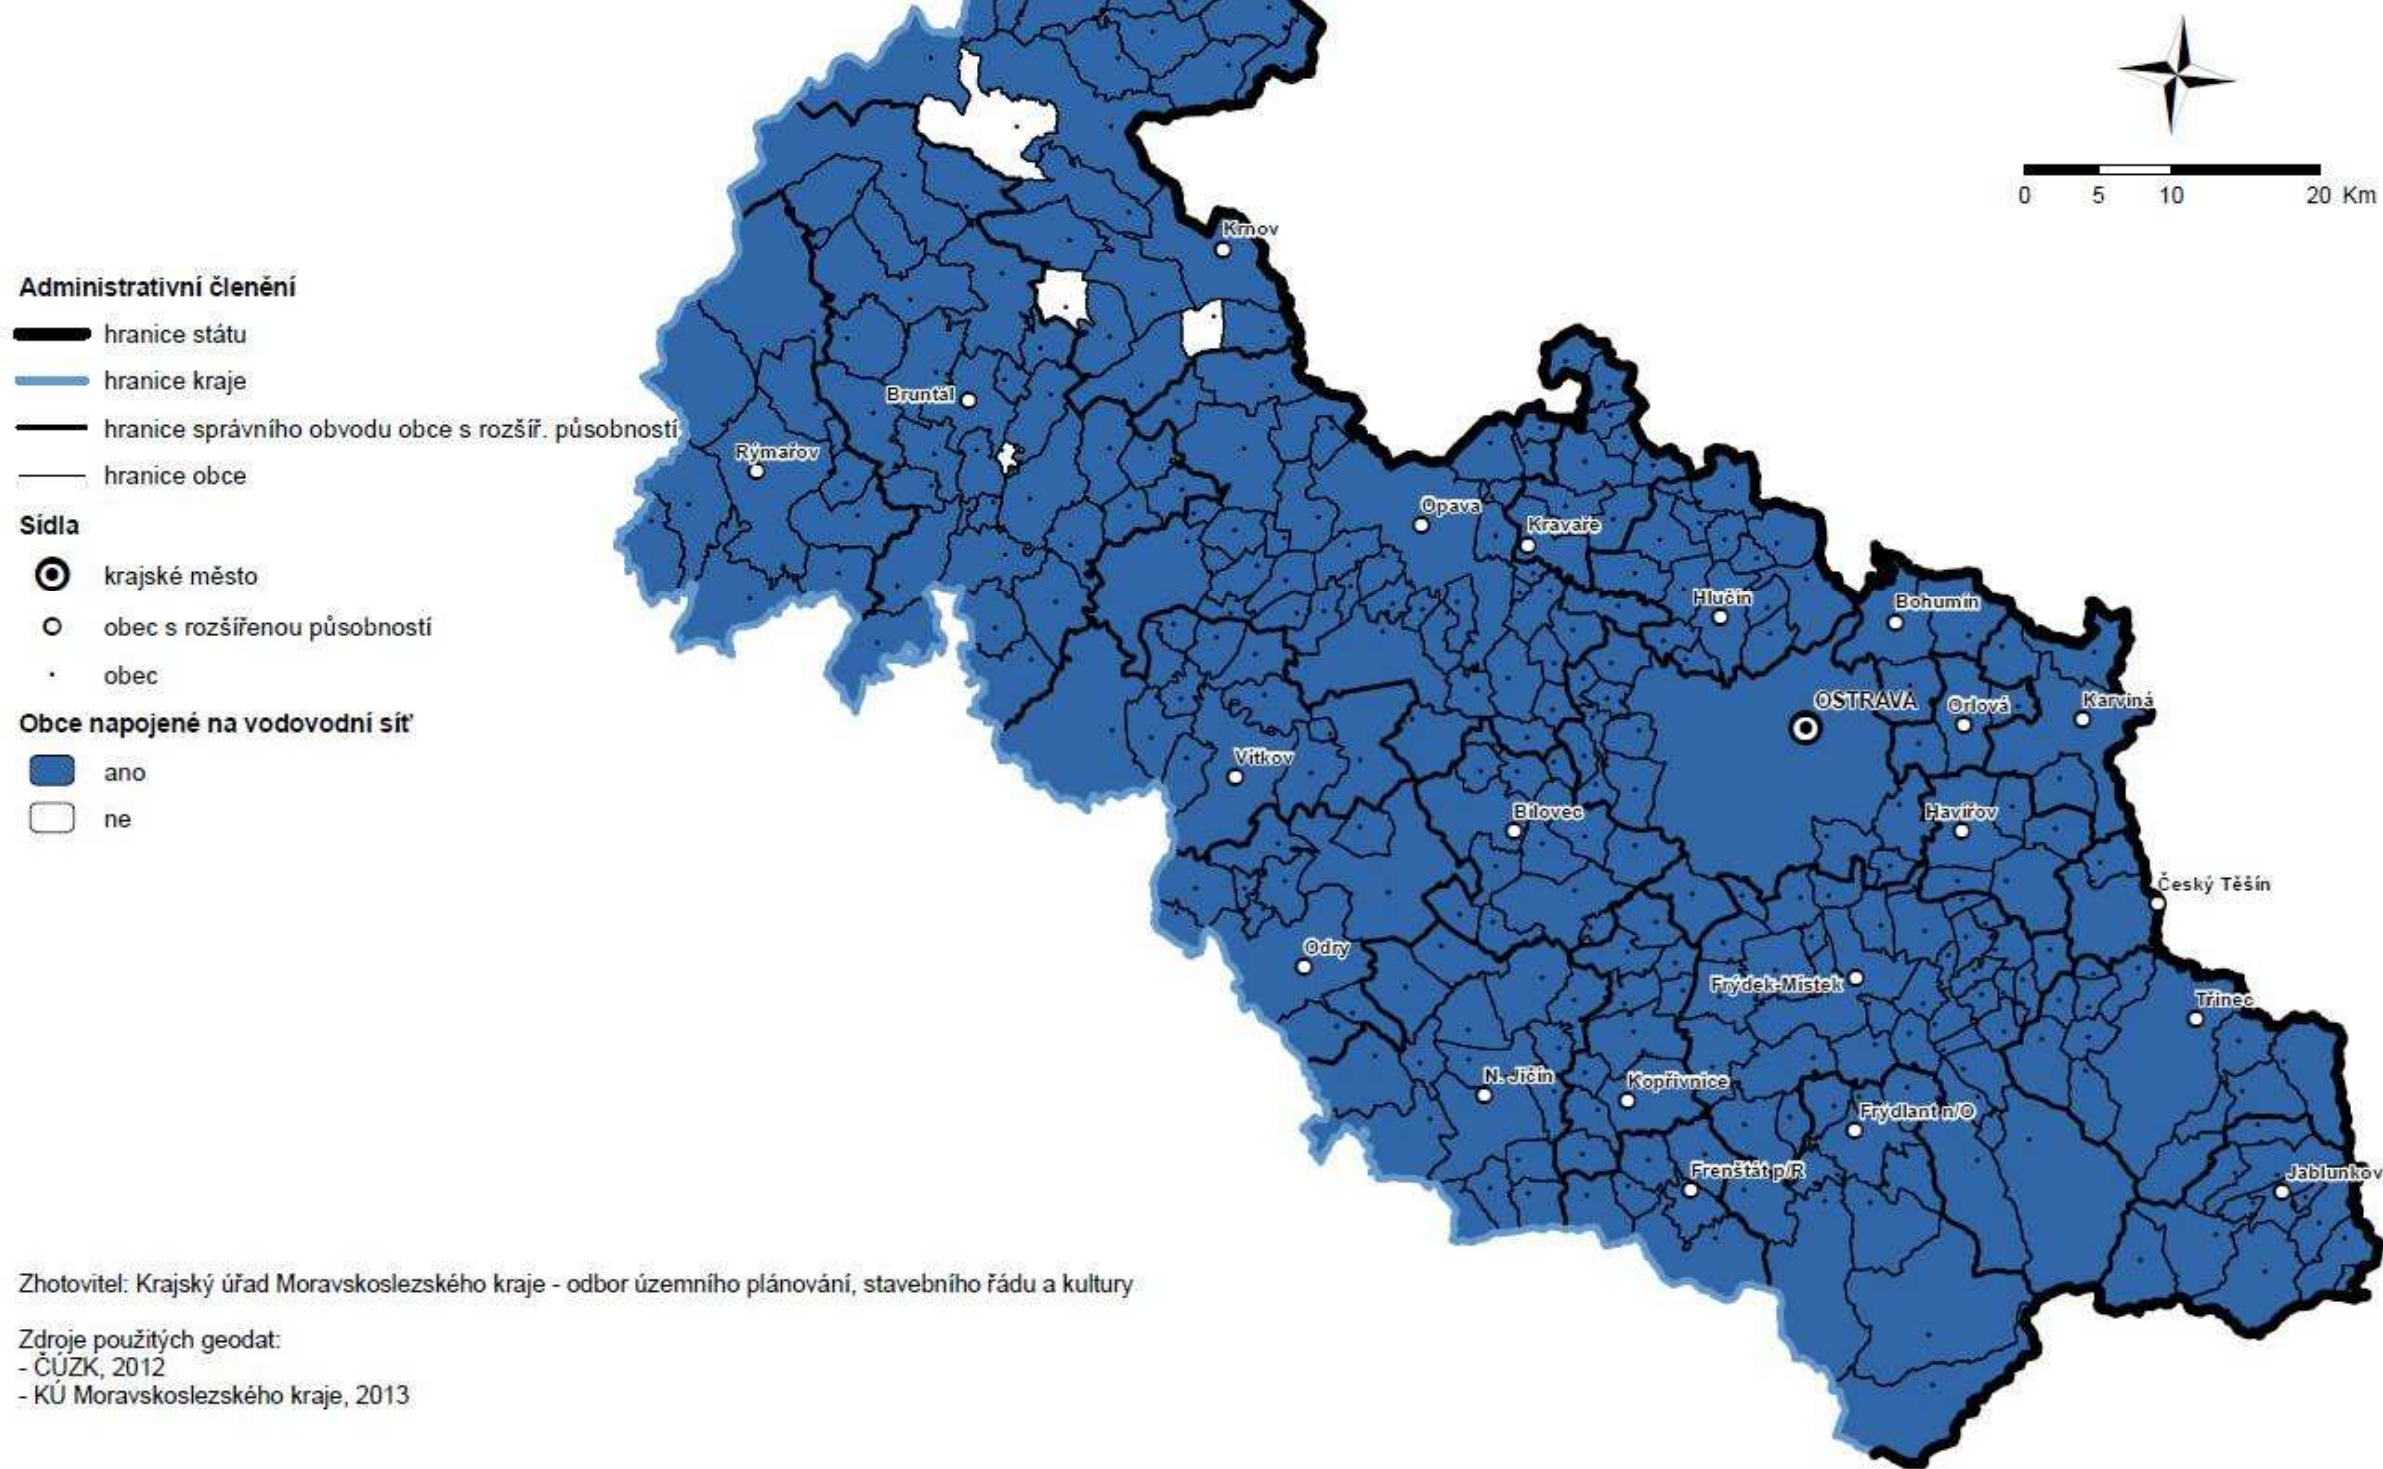 0 5 10 20 Km
Administrativní členění
hranice státu
hranice kraje
hranice správního obvodu obce s rozšíř. působností
hranice obce
Sídla
krajské město
obec s rozšířenou působností
obec
Obce napojené na vodovodní síť
ano
ne
Krnov
Bruntál
Rýmařov
Opava
Kravaře
Hlučín
Bohumín
OSTRAVA
Orlová
Karviná
Vítkov
Bílovec
Havířov
Český Těšín
Odry
Frýdek-Místek
Třinec
N. Jičín
Kopřivnice
Frýdlant n/O
Frenštát p/R
Jablunkov
Zhotovitel: Krajský úřad Moravskoslezského kraje - odbor územního plánování, stavebního řádu a kultury
Zdroje použitých geodat:
- ČÚZK, 2012
- KÚ Moravskoslezského kraje, 2013